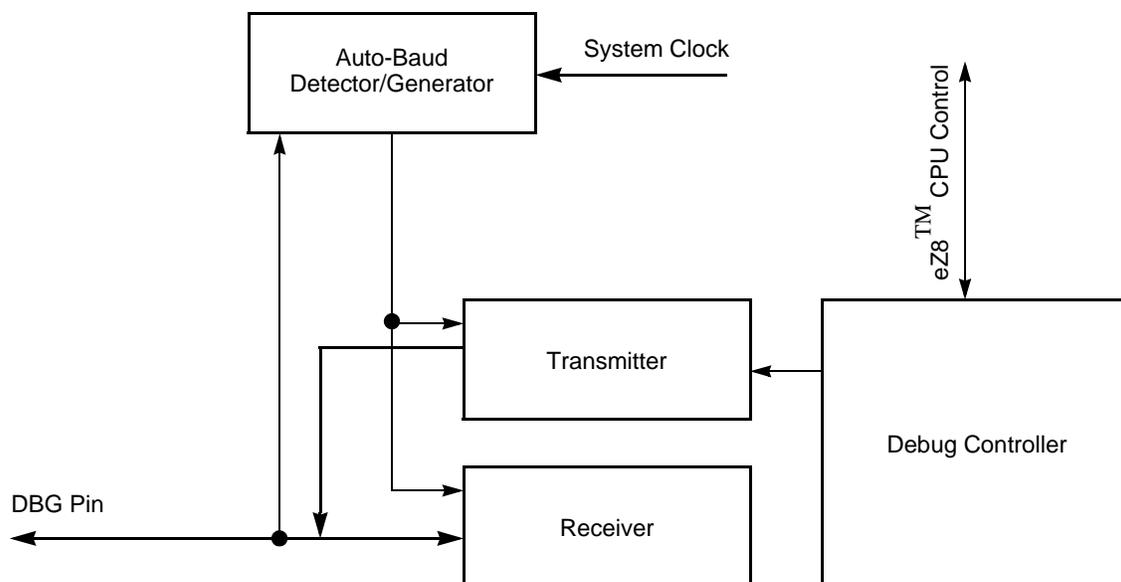 Auto-Baud
Detector/Generator
System Clock
eZ8™ CPU Control
Transmitter
Debug Controller
DBG Pin
Receiver